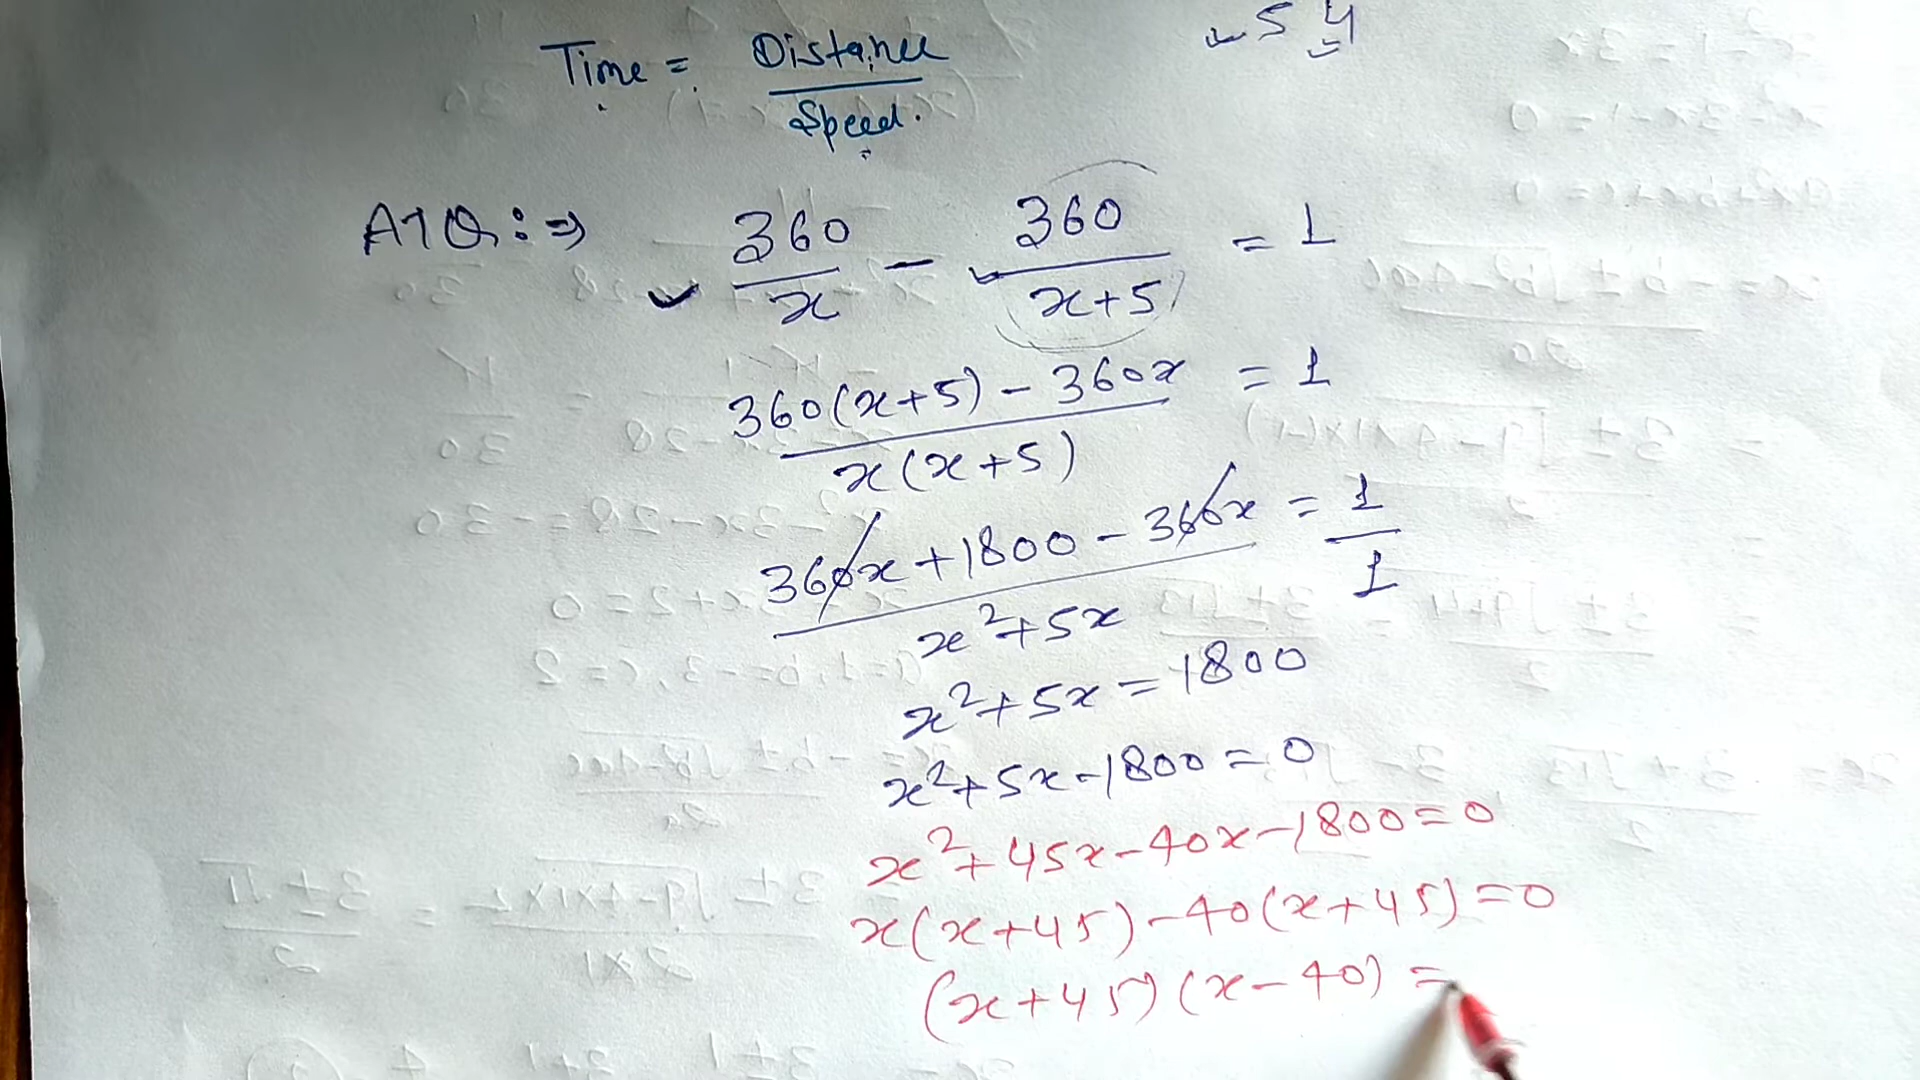 5 4
Time = Distance / Speed.
ATQ :⇒ 360/x - 360/x+5 = 1
360(x+5) - 360x / x(x+5) = 1
360x + 1800 - 360x / x²+5x = 1/1
x²+5x = 1800
x²+5x-1800 = 0
x²+45x-40x-1800=0
x(x+45)-40(x+45)=0
(x+45)(x-40) =